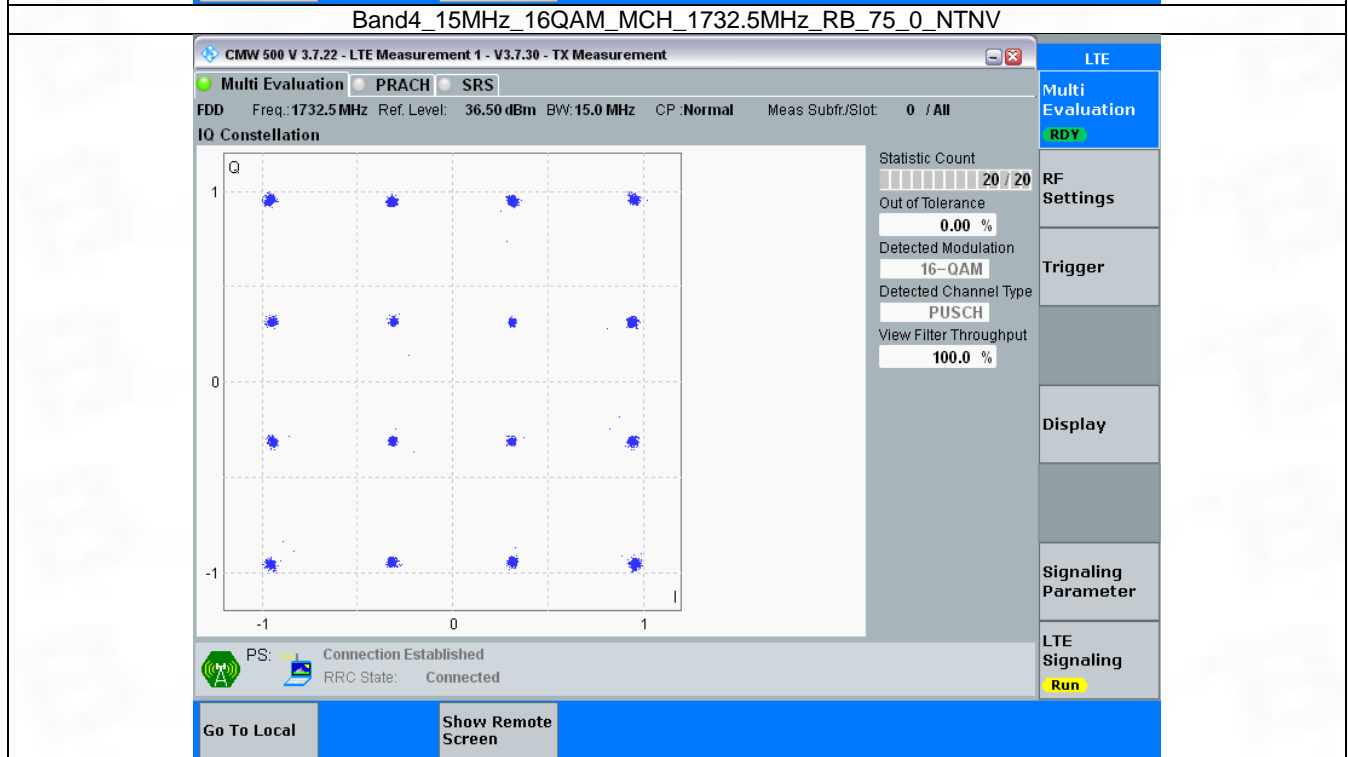 Band4_15MHz_16QAM_MCH_1732.5MHz_RB_75_0_NTNV
CMW 500 V 3.7.22 - LTE Measurement 1 - V3.7.30 - TX Measurement
LTE
Multi Evaluation PRACH SRS
FDD Freq.:1732.5 MHz Ref. Level: 36.50 dBm BW:15.0 MHz CP :Normal Meas Subfr./Slot: 0 / All
IQ Constellation
Q
1
0
-1
I
-1 0 1
Statistic Count
20 / 20
Out of Tolerance
0.00 %
Detected Modulation
16-QAM
Detected Channel Type
PUSCH
View Filter Throughput
100.0 %
Multi
Evaluation
RDY
RF
Settings
Trigger
Display
Signaling
Parameter
LTE
Signaling
Run
PS: Connection Established
RRC State: Connected
Go To Local
Show Remote
Screen